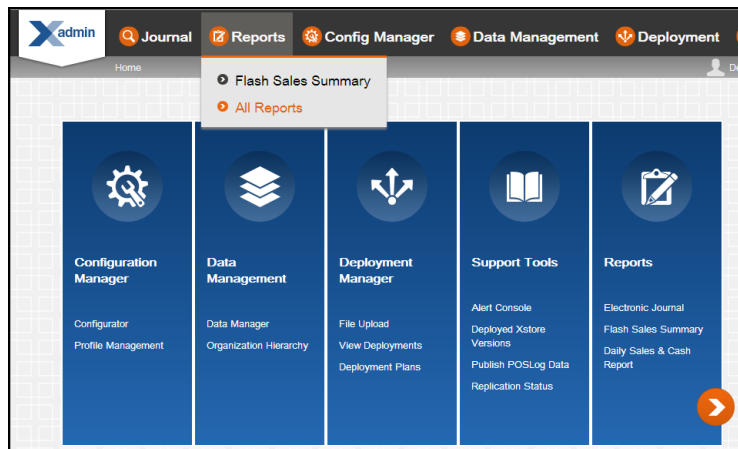 Xadmin
Journal
Reports
Config Manager
Data Management
Deployment
Home
Flash Sales Summary
All Reports
Configuration
Manager
Configurator
Profile Management
Data
Management
Data Manager
Organization Hierarchy
Deployment
Manager
File Upload
View Deployments
Deployment Plans
Support Tools
Alert Console
Deployed Xstore
Versions
Publish POSLog Data
Replication Status
Reports
Electronic Journal
Flash Sales Summary
Daily Sales & Cash
Report